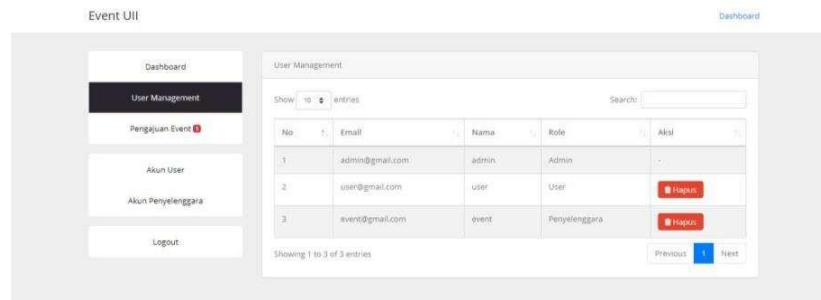 Event UII
Dashboard
Dashboard
User Management
Pengajuan Event 1
Akun User
Akun Penyelenggara
Logout
User Management
Show 10 entries
Search:
No Email Nama Role Aksi
1 admin@gmail.com admin Admin -
2 user@gmail.com user User Hapus
3 event@gmail.com event Penyelenggara Hapus
Showing 1 to 3 of 3 entries
Previous 1 Next